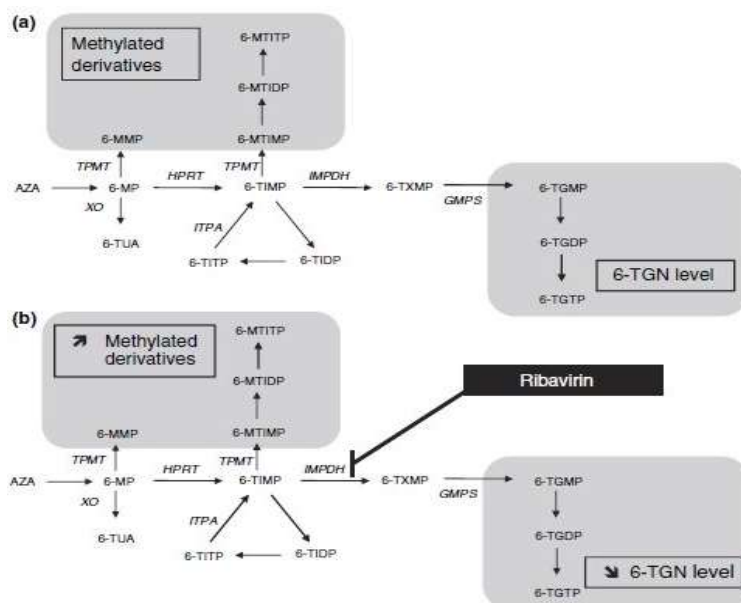 (a)
Methylated
derivatives
6-MTITP
6-MTIDP
6-MMP
6-MTIMP
TPMT
HPRT
TPMT
IMPDH
AZA
6-MP
6-TIMP
6-TXMP
6-TGMP
XO
ITPA
GMPS
6-TUA
6-TITP
6-TIDP
6-TGDP
6-TGTP
6-TGN level
(b)
↗ Methylated
derivatives
6-MTITP
6-MTIDP
Ribavirin
6-MMP
6-MTIMP
TPMT
HPRT
TPMT
IMPDH
AZA
6-MP
6-TIMP
6-TXMP
6-TGMP
XO
GMPS
ITPA
6-TUA
6-TITP
6-TIDP
6-TGDP
6-TGTP
↘ 6-TGN level